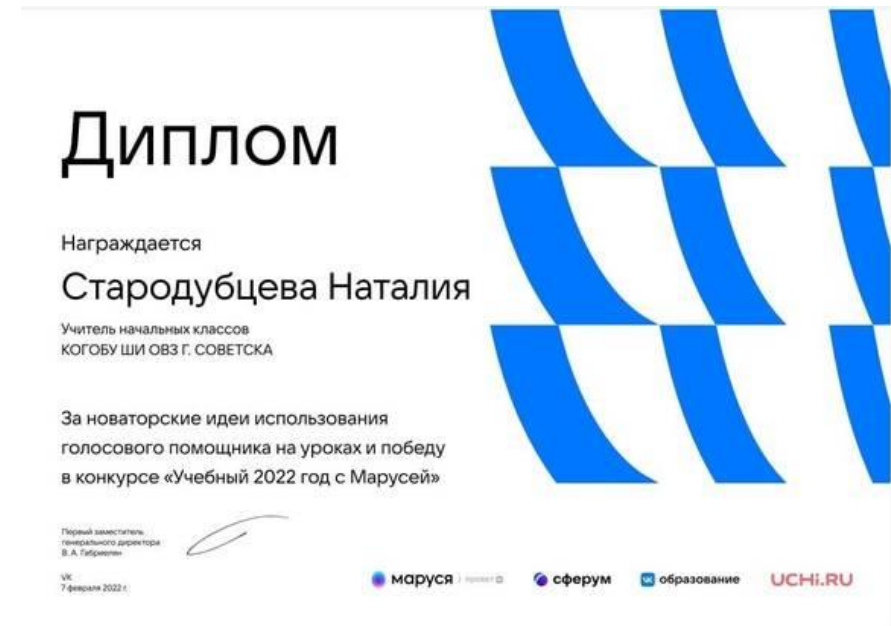 Диплом
Награждается
Стародубцева Наталия
Учитель начальных классов
КОГОБУ ШИ ОВЗ Г. СОВЕТСКА
За новаторские идеи использования
голосового помощника на уроках и победу
в конкурсе «Учебный 2022 год с Марусей»
Первый заместитель
генерального директора
В. А. Габриелян
VK
7 февраля 2022 г.
маруся проект
сферум
образование
UCHi.RU